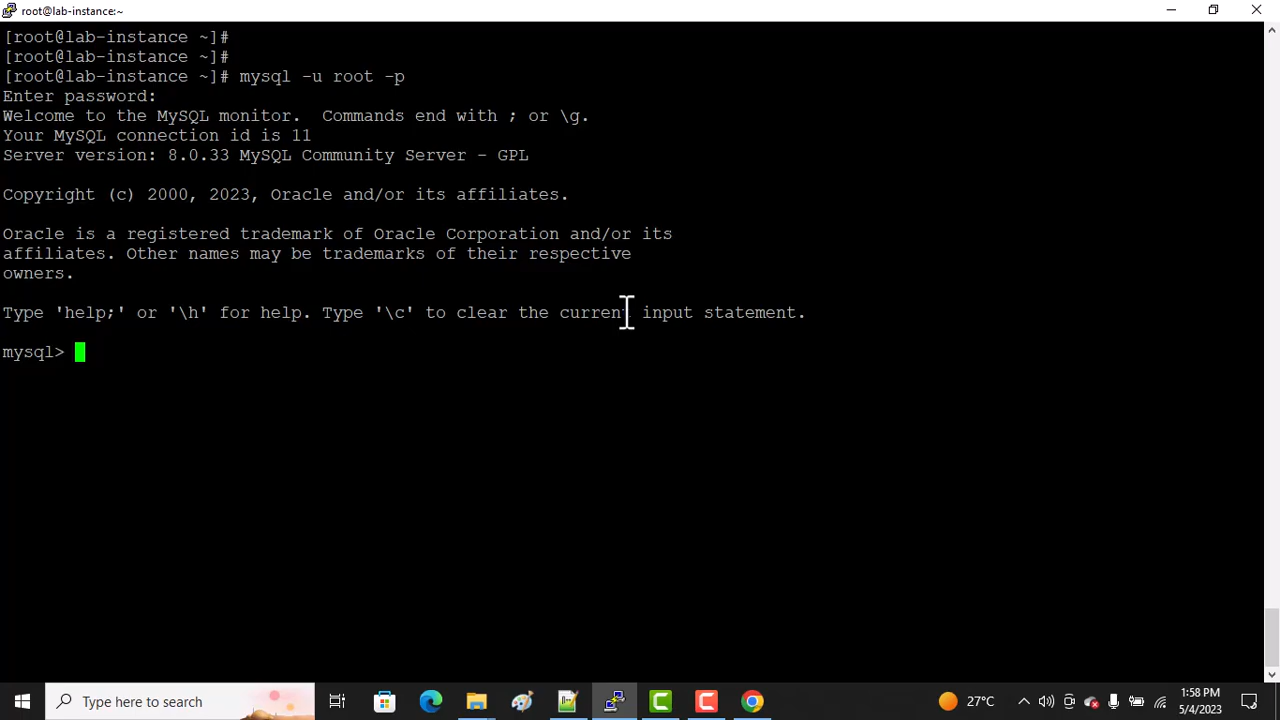 root@lab-instance:~
[root@lab-instance ~]#
[root@lab-instance ~]#
[root@lab-instance ~]# mysql -u root -p
Enter password:
Welcome to the MySQL monitor.  Commands end with ; or \g.
Your MySQL connection id is 11
Server version: 8.0.33 MySQL Community Server - GPL
Copyright (c) 2000, 2023, Oracle and/or its affiliates.
Oracle is a registered trademark of Oracle Corporation and/or its
affiliates. Other names may be trademarks of their respective
owners.
Type 'help;' or '\h' for help. Type '\c' to clear the current input statement.
mysql>
Type here to search
27°C
1:58 PM
5/4/2023